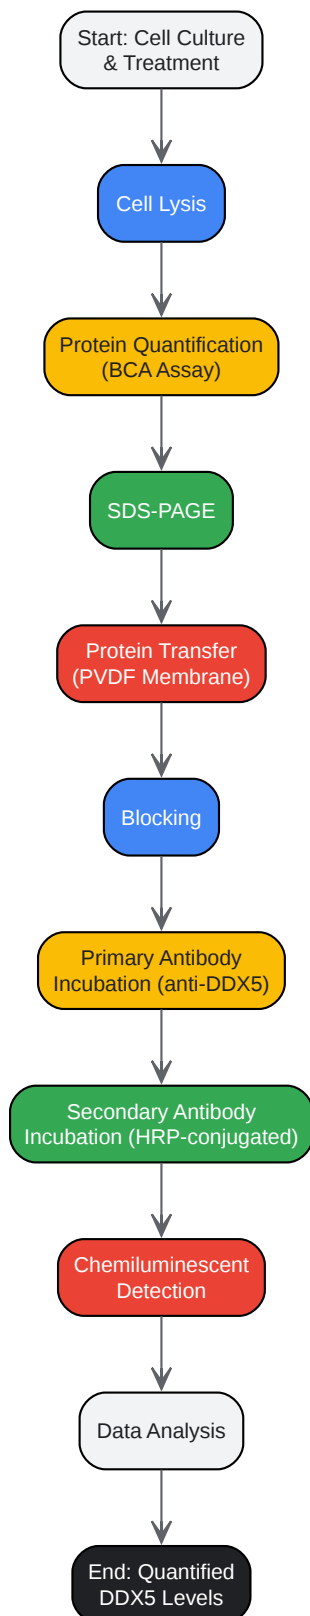 Start: Cell Culture
& Treatment
Cell Lysis
Protein Quantification
(BCA Assay)
SDS-PAGE
Protein Transfer
(PVDF Membrane)
Blocking
Primary Antibody
Incubation (anti-DDX5)
Secondary Antibody
Incubation (HRP-conjugated)
Chemiluminescent
Detection
Data Analysis
End: Quantified
DDX5 Levels